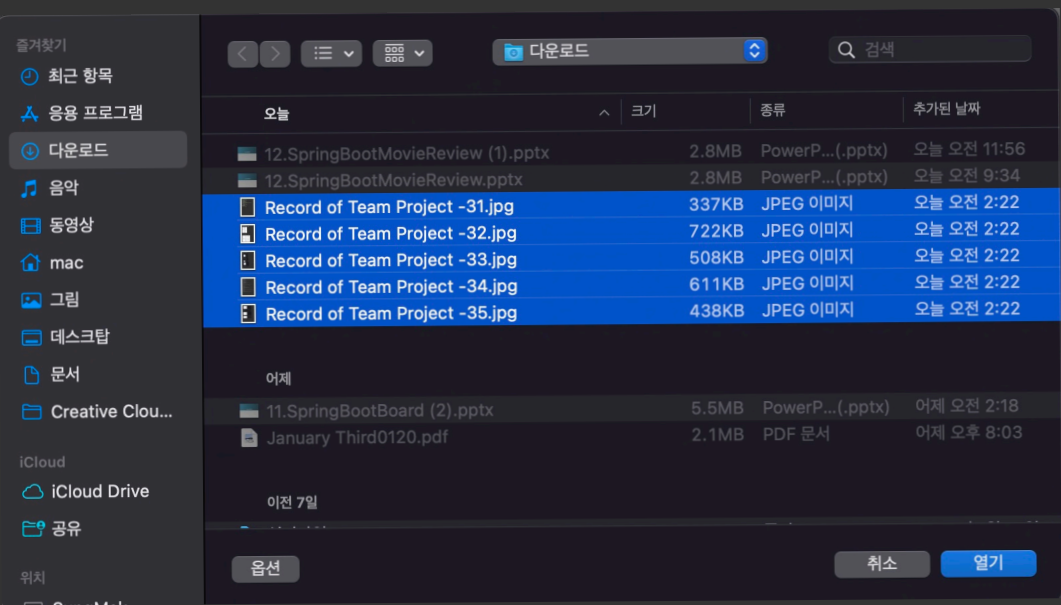 즐겨찾기
최근 항목
응용 프로그램
다운로드
음악
동영상
mac
그림
데스크탑
문서
Creative Clou...
iCloud
iCloud Drive
공유
위치
다운로드
검색
오늘 크기 종류 추가된 날짜
12.SpringBootMovieReview (1).pptx 2.8MB PowerP...(.pptx) 오늘 오전 11:56
12.SpringBootMovieReview.pptx 2.8MB PowerP...(.pptx) 오늘 오전 9:34
Record of Team Project -31.jpg 337KB JPEG 이미지 오늘 오전 2:22
Record of Team Project -32.jpg 722KB JPEG 이미지 오늘 오전 2:22
Record of Team Project -33.jpg 508KB JPEG 이미지 오늘 오전 2:22
Record of Team Project -34.jpg 611KB JPEG 이미지 오늘 오전 2:22
Record of Team Project -35.jpg 438KB JPEG 이미지 오늘 오전 2:22
어제
11.SpringBootBoard (2).pptx 5.5MB PowerP...(.pptx) 어제 오전 2:18
January Third0120.pdf 2.1MB PDF 문서 어제 오후 8:03
이전 7일
옵션 취소 열기